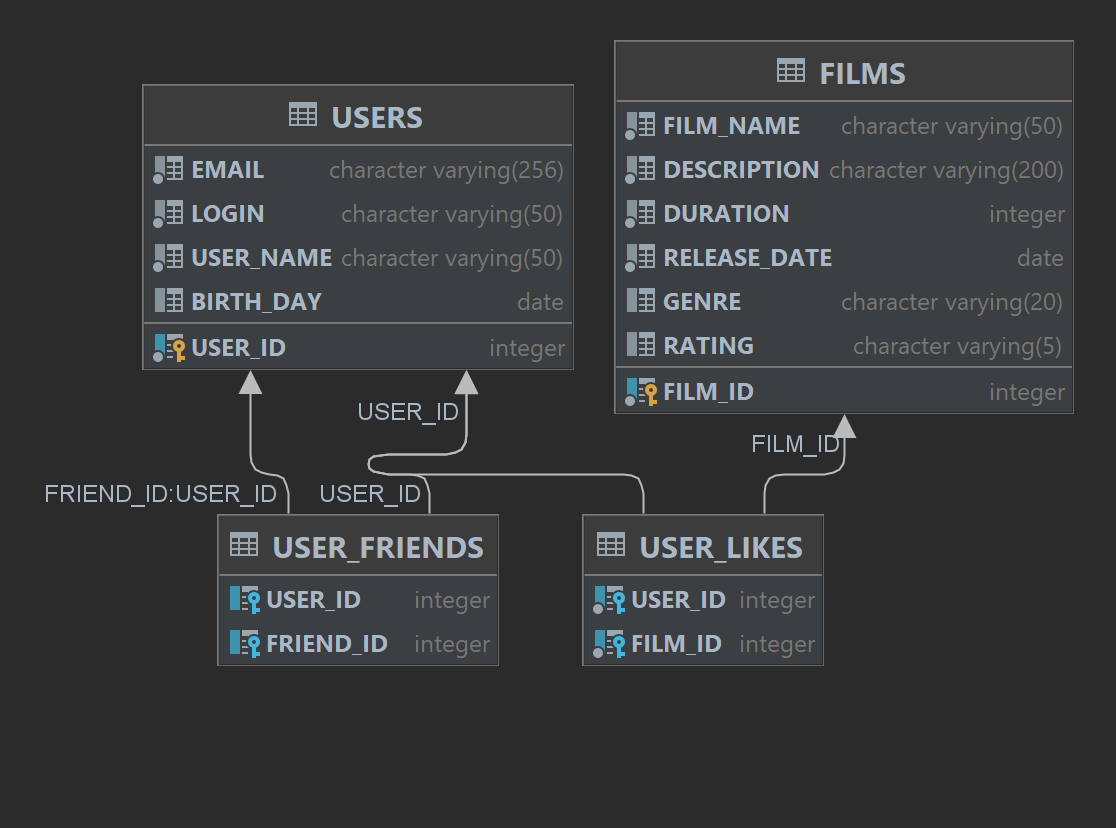 USERS
EMAIL character varying(256)
LOGIN character varying(50)
USER_NAME character varying(50)
BIRTH_DAY date
USER_ID integer
FILMS
FILM_NAME character varying(50)
DESCRIPTION character varying(200)
DURATION integer
RELEASE_DATE date
GENRE character varying(20)
RATING character varying(5)
FILM_ID integer
USER_ID
FILM_ID
FRIEND_ID:USER_ID
USER_ID
USER_FRIENDS
USER_ID integer
FRIEND_ID integer
USER_LIKES
USER_ID integer
FILM_ID integer